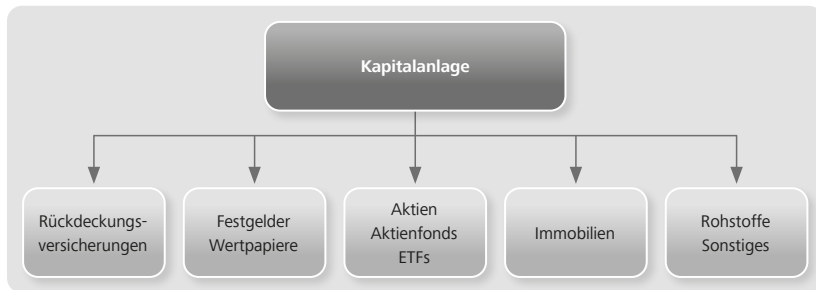 Kapitalanlage
Rückdeckungs-
versicherungen
Festgelder
Wertpapiere
Aktien
Aktienfonds
ETFs
Immobilien
Rohstoffe
Sonstiges